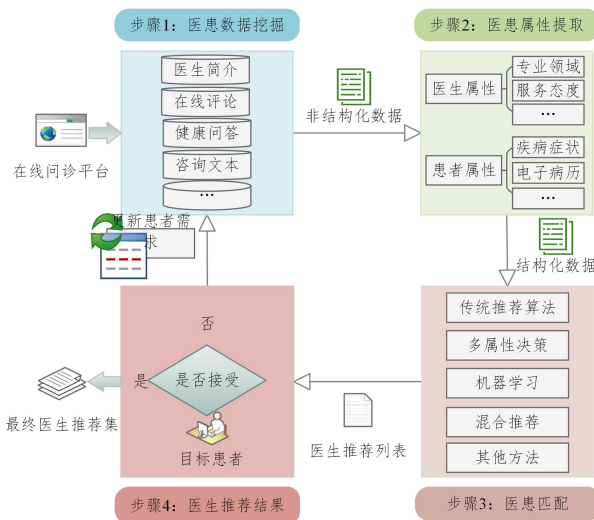 步骤1：医患数据挖掘
医生简介
在线评论
健康问答
咨询文本
…
在线问诊平台
非结构化数据
步骤2：医患属性提取
医生属性
专业领域
服务态度
…
患者属性
疾病症状
电子病历
…
结构化数据
传统推荐算法
多属性决策
机器学习
混合推荐
其他方法
步骤3：医患匹配
医生推荐列表
更新患者需
求
否
是否接受
是
目标患者
步骤4：医生推荐结果
最终医生推荐集